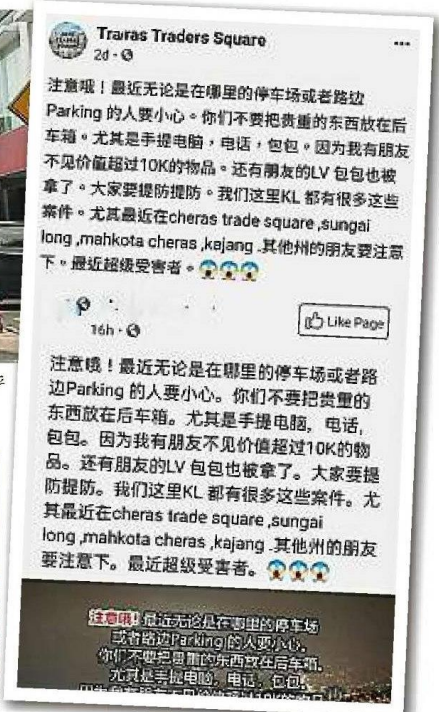 Trairas Traders Square
2d
注意哦！最近无论是在哪里的停车场或者路边
Parking 的人要小心。你们不要把贵重的东西放在后
车箱。尤其是手提电脑，电话，包包。因为我有朋友
不见价值超过10K的物品。还有朋友的LV 包包也被
拿了。大家要提防提防。我们这里KL 都有很多这些
案件。尤其最近在cheras trade square ,sungai
long ,mahkota cheras ,kajang .其他州的朋友要注意
下。最近超级受害者。😱😱😱
16h
Like Page
注意哦！最近无论是在哪里的停车场或者路
边Parking 的人要小心。你们不要把贵重的
东西放在后车箱。尤其是手提电脑，电话，
包包。因为我有朋友不见价值超过10K的物
品。还有朋友的LV 包包也被拿了。大家要提
防提防。我们这里KL 都有很多这些案件。尤
其最近在cheras trade square ,sungai
long ,mahkota cheras ,kajang .其他州的朋友
要注意下。最近超级受害者。😱😱😱
注意哦! 最近无论是在哪里的停车场
或者路边Parking 的人要小心。
你们不要把贵重的东西放在后车箱。
尤其是手提电脑，电话，包包。